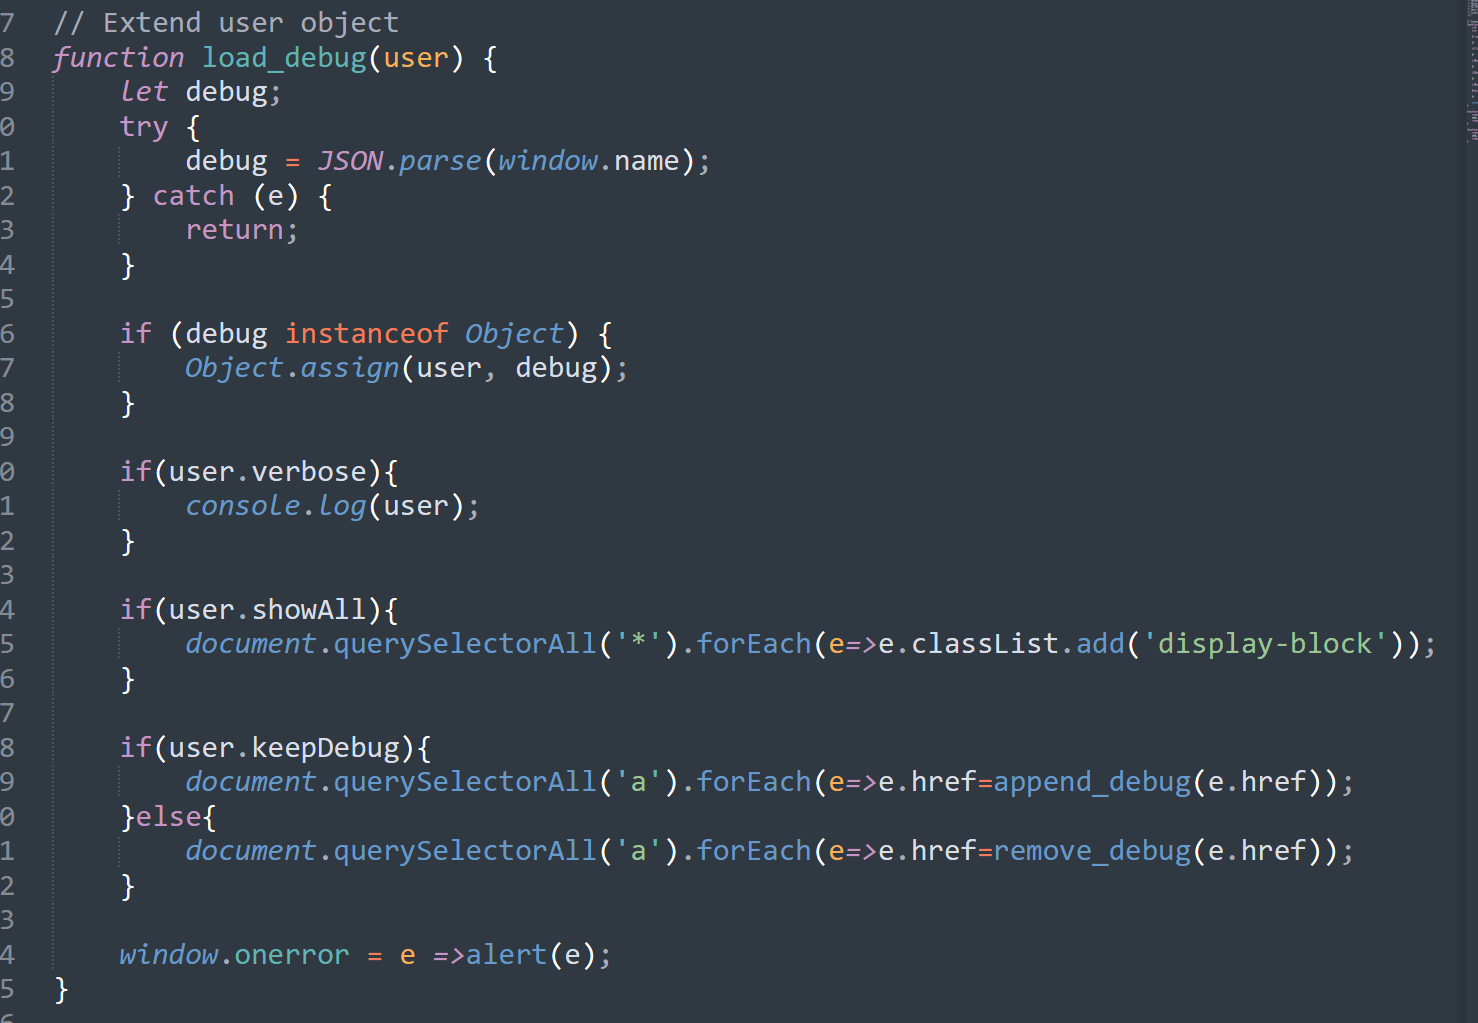 7 // Extend user object
8 function load_debug(user) {
9 let debug;
0 try {
1 debug = JSON.parse(window.name);
2 } catch (e) {
3 return;
4 }
5
6 if (debug instanceof Object) {
7 Object.assign(user, debug);
8 }
9
0 if(user.verbose){
1 console.log(user);
2 }
3
4 if(user.showAll){
5 document.querySelectorAll('*').forEach(e=>e.classList.add('display-block'));
6 }
7
8 if(user.keepDebug){
9 document.querySelectorAll('a').forEach(e=>e.href=append_debug(e.href));
0 }else{
1 document.querySelectorAll('a').forEach(e=>e.href=remove_debug(e.href));
2 }
3
4 window.onerror = e =>alert(e);
5 }
6